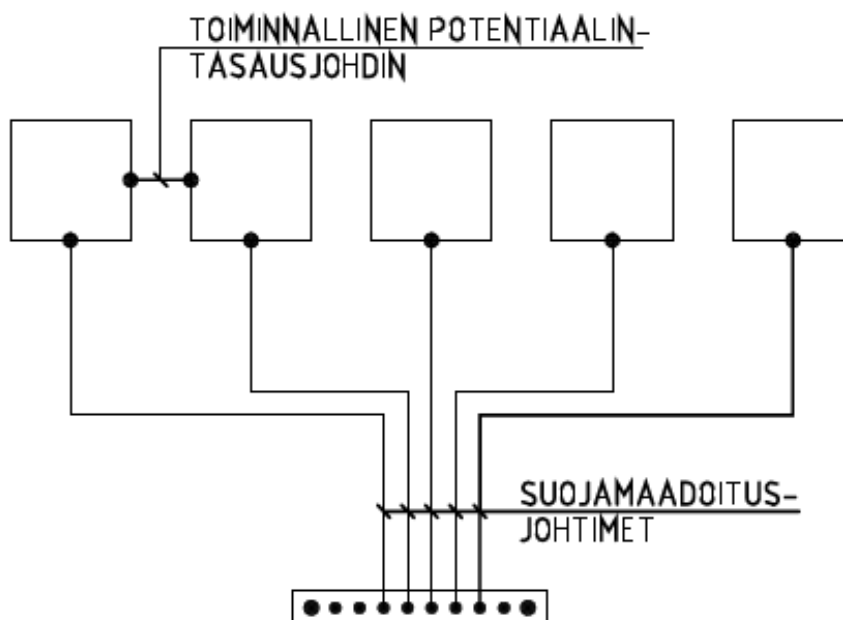 TOIMINNALLINEN POTENTIAALIN-
TASAUSJOHDIN
SUOJAMAADOITUS-
JOHTIMET